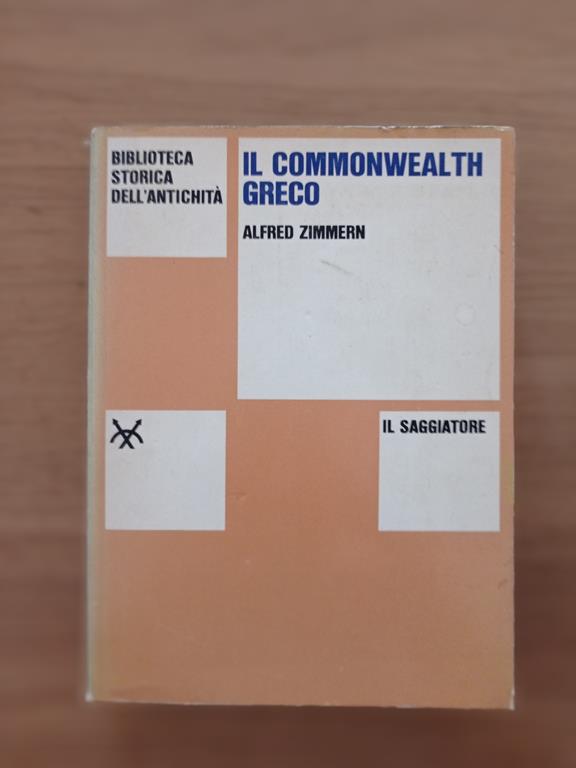 BIBLIOTECA
STORICA
DELL'ANTICHITÀ
IL COMMONWEALTH
GRECO
ALFRED ZIMMERN
IL SAGGIATORE